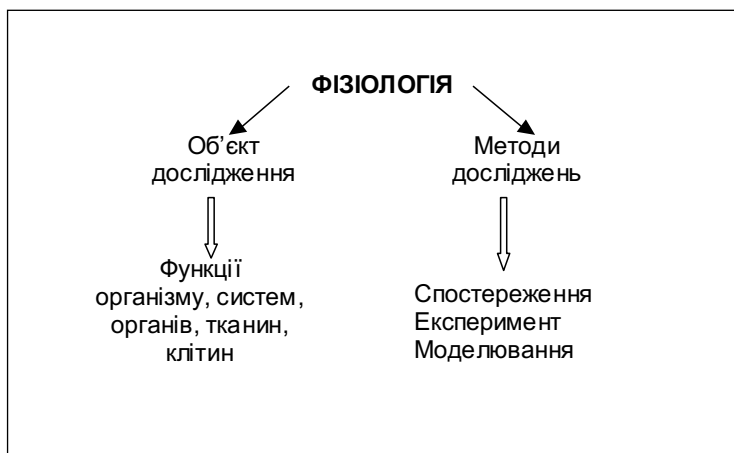 ФІЗІОЛОГІЯ
Об’єкт
дослідження
Методи
досліджень
Функції
організму, систем,
органів, тканин,
клітин
Спостереження
Експеримент
Моделювання